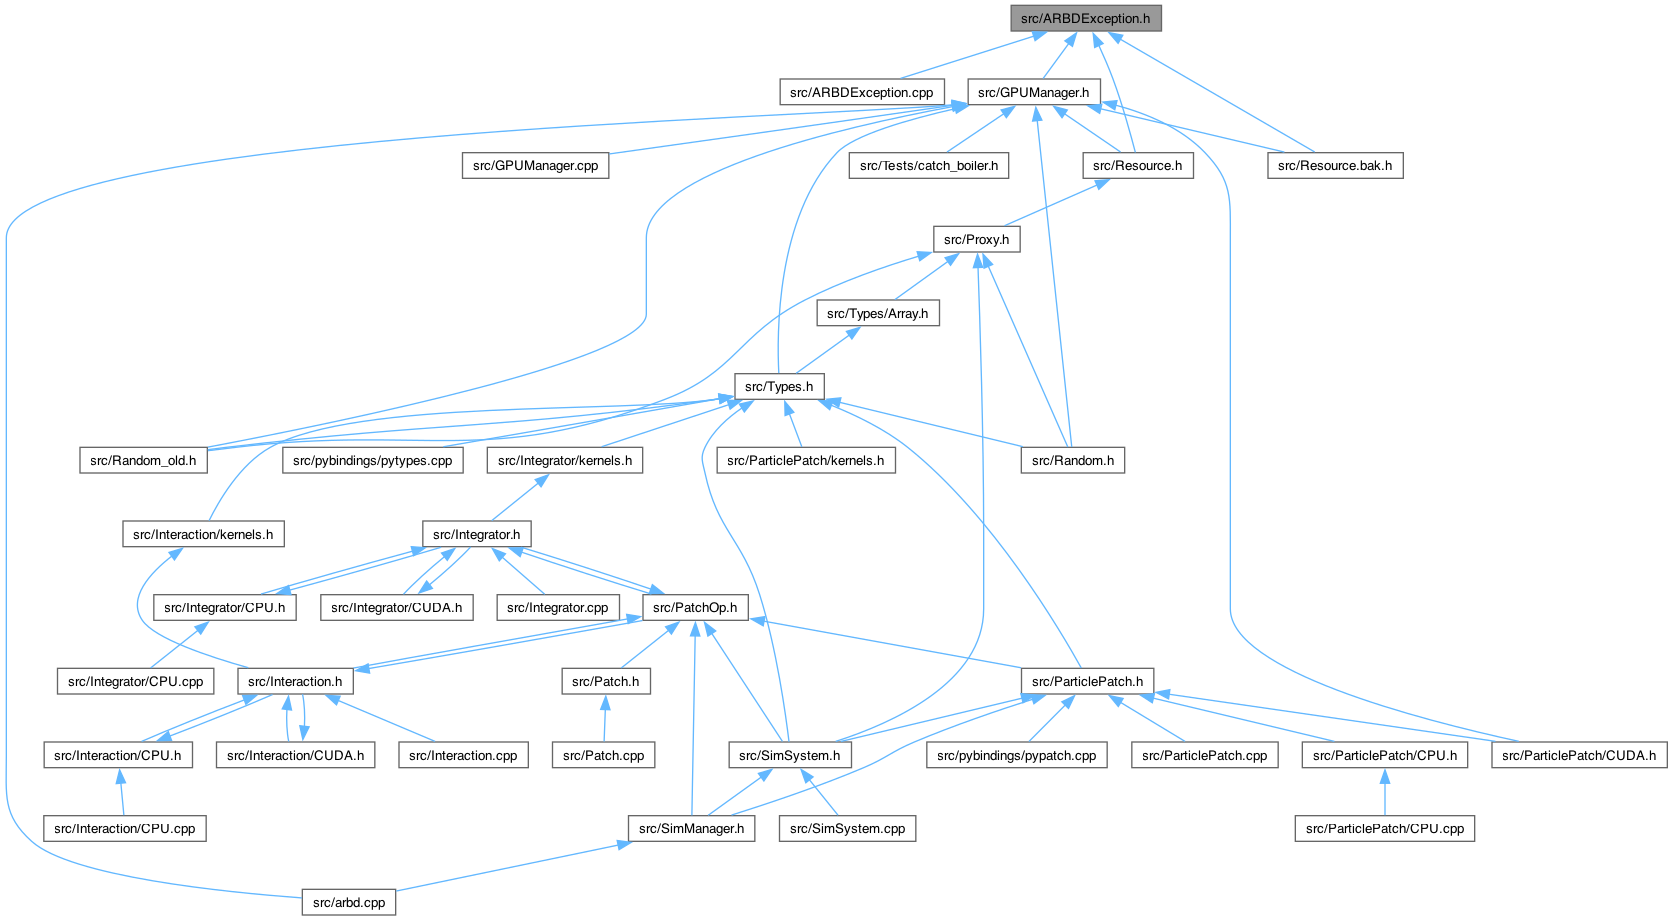 src/ARBDException.h
src/ARBDException.cpp
src/GPUManager.h
src/GPUManager.cpp
src/Tests/catch_boiler.h
src/Resource.h
src/Resource.bak.h
src/Proxy.h
src/Types/Array.h
src/Types.h
src/Random_old.h
src/pybindings/pytypes.cpp
src/Integrator/kernels.h
src/ParticlePatch/kernels.h
src/Random.h
src/Interaction/kernels.h
src/Integrator.h
src/Integrator/CPU.h
src/Integrator/CUDA.h
src/Integrator.cpp
src/PatchOp.h
src/Integrator/CPU.cpp
src/Interaction.h
src/Patch.h
src/ParticlePatch.h
src/Interaction/CPU.h
src/Interaction/CUDA.h
src/Interaction.cpp
src/Patch.cpp
src/SimSystem.h
src/pybindings/pypatch.cpp
src/ParticlePatch.cpp
src/ParticlePatch/CPU.h
src/ParticlePatch/CUDA.h
src/Interaction/CPU.cpp
src/SimManager.h
src/SimSystem.cpp
src/ParticlePatch/CPU.cpp
src/arbd.cpp